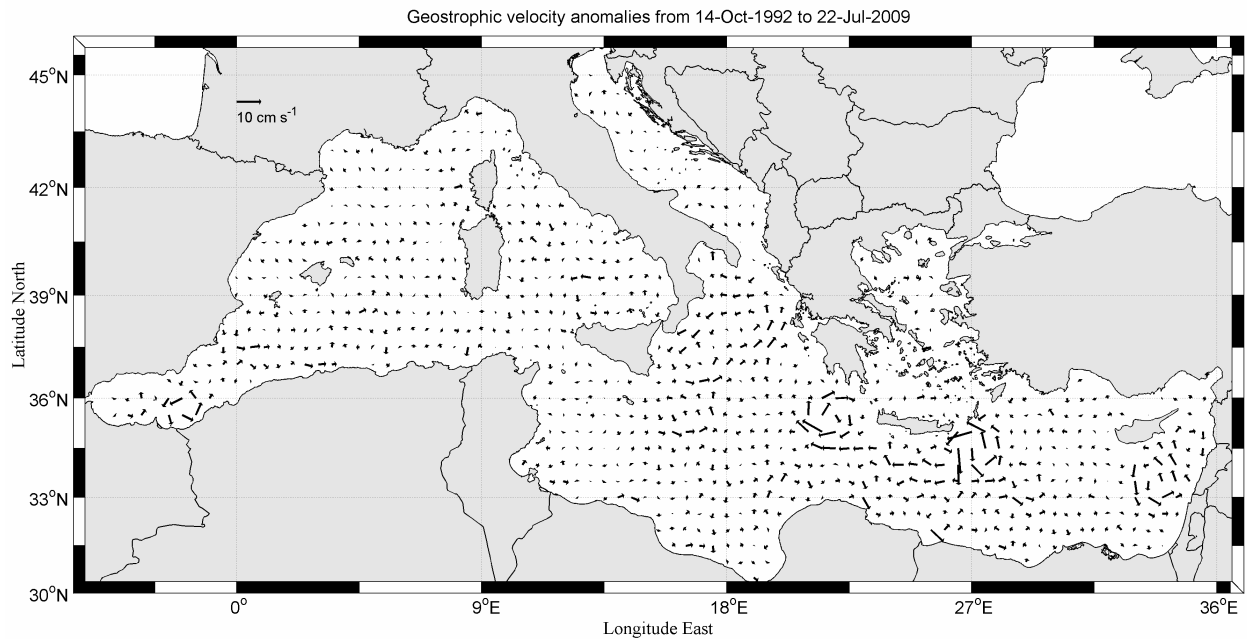 Geostrophic velocity anomalies from 14-Oct-1992 to 22-Jul-2009
45°N
10 cm s⁻¹
42°N
39°N
36°N
33°N
30°N
Latitude North
0° 9°E 18°E 27°E 36°E
Longitude East